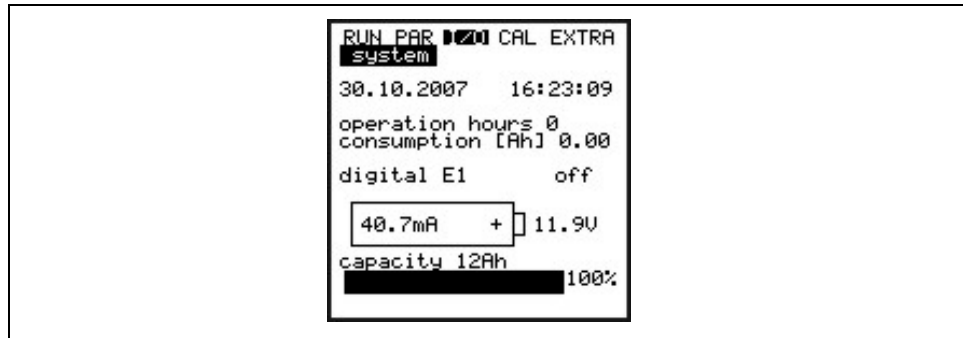 RUN PAR I/O CAL EXTRA
system
30.10.2007 16:23:09
operation hours 0
consumption [Ah] 0.00
digital E1 off
40.7mA + 11.9V
capacity 12Ah
100%